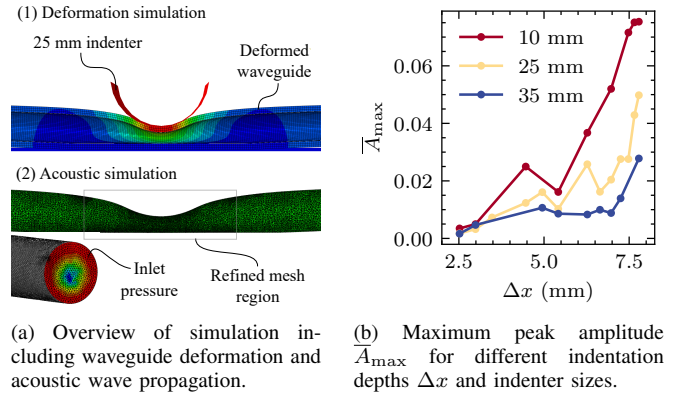 (1) Deformation simulation
25 mm indenter
Deformed
waveguide
(2) Acoustic simulation
Inlet
pressure
Refined mesh
region
(a) Overview of simulation in-
cluding waveguide deformation and
acoustic wave propagation.
10 mm
25 mm
35 mm
A̅max
0.06
0.04
0.02
0.00
2.5 5.0 7.5
Δx (mm)
(b) Maximum peak amplitude
A̅max for different indentation
depths Δx and indenter sizes.